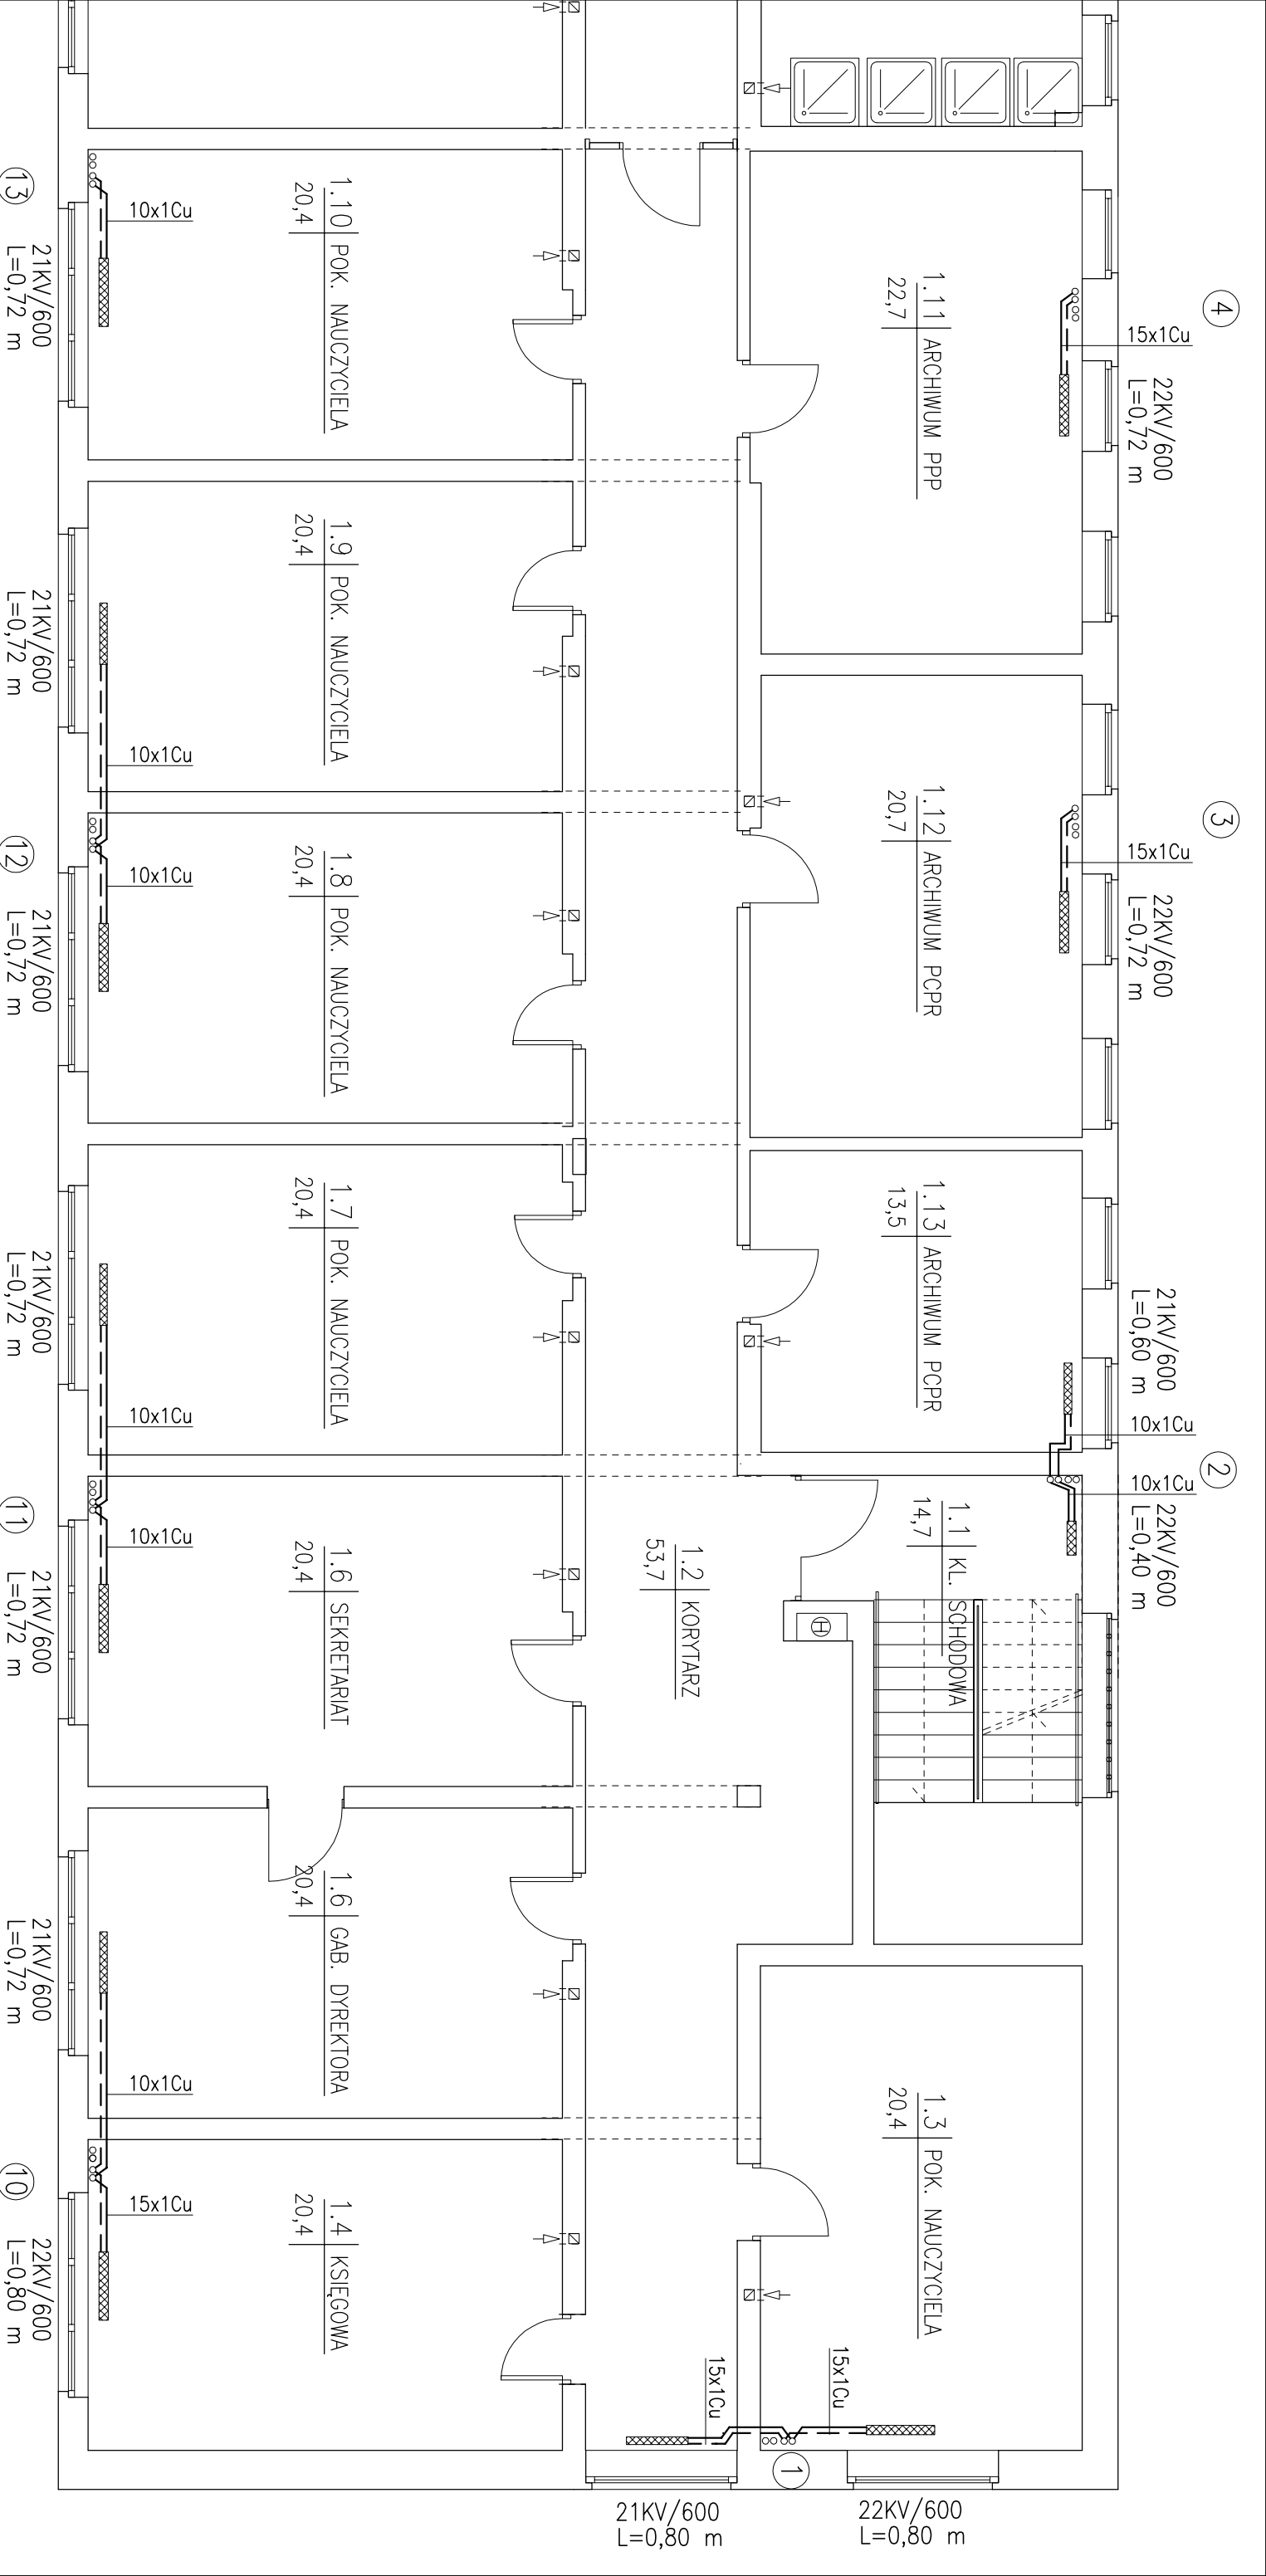 4
15x1Cu
22KV/600
L=0,72 m
3
15x1Cu
22KV/600
L=0,72 m
21KV/600
L=0,60 m
10x1Cu
2
10x1Cu
22KV/600
L=0,40 m
1.11 ARCHIWUM PPP
22,7
1.12 ARCHIWUM PCPR
20,7
1.13 ARCHIWUM PCPR
13,5
1.1 KL. SCHODOWA
14,7
H
1.3 POK. NAUCZYCIELA
20,4
1.2 KORYTARZ
53,7
15x1Cu
15x1Cu
1
22KV/600
L=0,80 m
21KV/600
L=0,80 m
1.10 POK. NAUCZYCIELA
20,4
1.9 POK. NAUCZYCIELA
20,4
1.8 POK. NAUCZYCIELA
20,4
1.7 POK. NAUCZYCIELA
20,4
1.6 SEKRETARIAT
20,4
1.6 GAB. DYREKTORA
20,4
1.4 KSIĘGOWA
20,4
10x1Cu
10x1Cu
10x1Cu
10x1Cu
10x1Cu
10x1Cu
15x1Cu
13
21KV/600
L=0,72 m
21KV/600
L=0,72 m
12
21KV/600
L=0,72 m
21KV/600
L=0,72 m
11
21KV/600
L=0,72 m
21KV/600
L=0,72 m
10
22KV/600
L=0,80 m